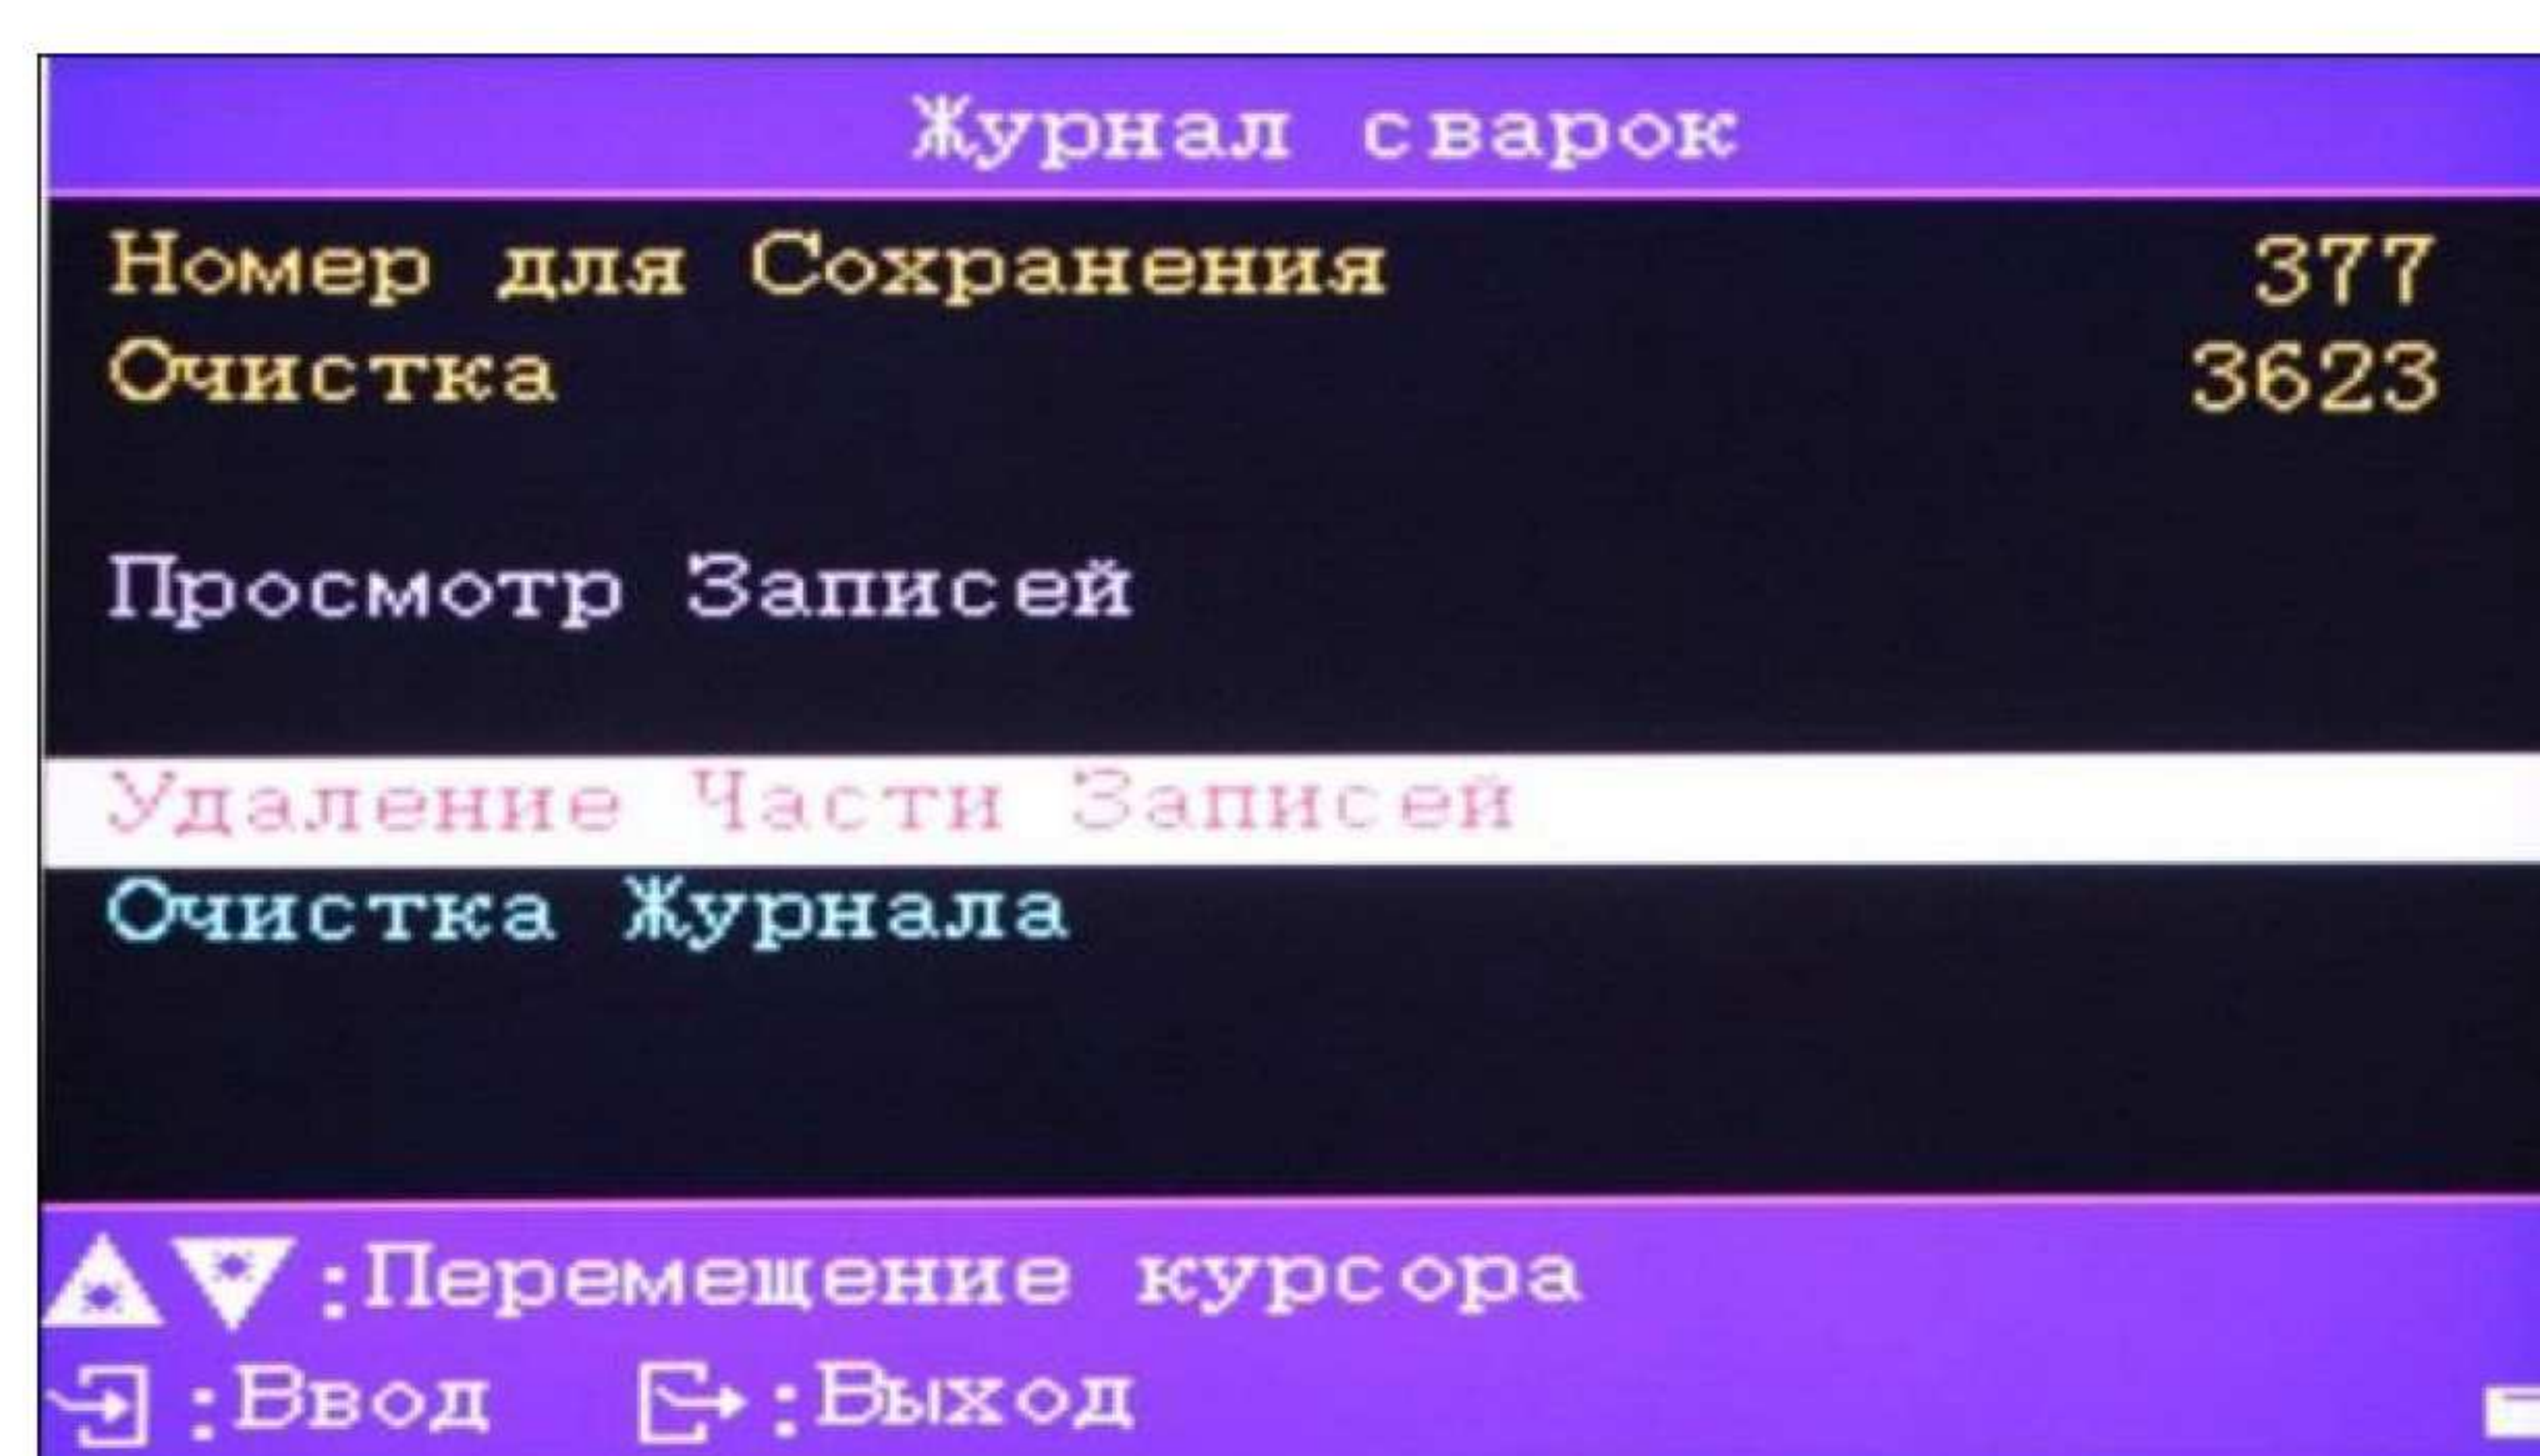 Журнал сварок
Номер для Сохранения 377
Очистка 3623
Просмотр Записей
Удаление Части Записей
Очистка Журнала
:Перемещение курсора
:Ввод :Выход